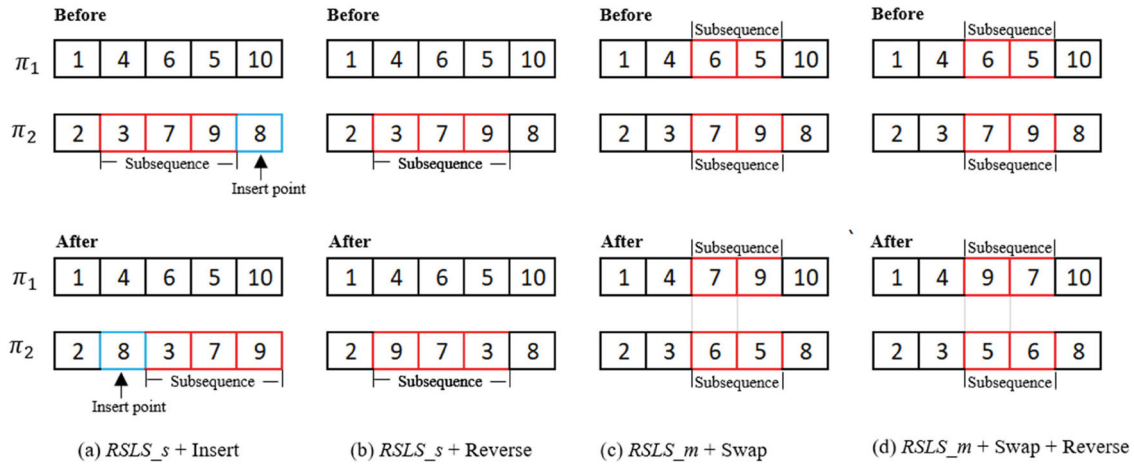 Before Before Before Before
Subsequence Subsequence
π1 1 4 6 5 10 1 4 6 5 10 1 4 6 5 10 1 4 6 5 10
π2 2 3 7 9 8 2 3 7 9 8 2 3 7 9 8 2 3 7 9 8
Subsequence Subsequence Subsequence Subsequence
Insert point
After After After ` After
Subsequence Subsequence
π1 1 4 6 5 10 1 4 6 5 10 1 4 7 9 10 1 4 9 7 10
π2 2 8 3 7 9 2 9 7 3 8 2 3 6 5 8 2 3 5 6 8
Subsequence Subsequence Subsequence Subsequence
Insert point
(a) RSLS_s + Insert (b) RSLS_s + Reverse (c) RSLS_m + Swap (d) RSLS_m + Swap + Reverse